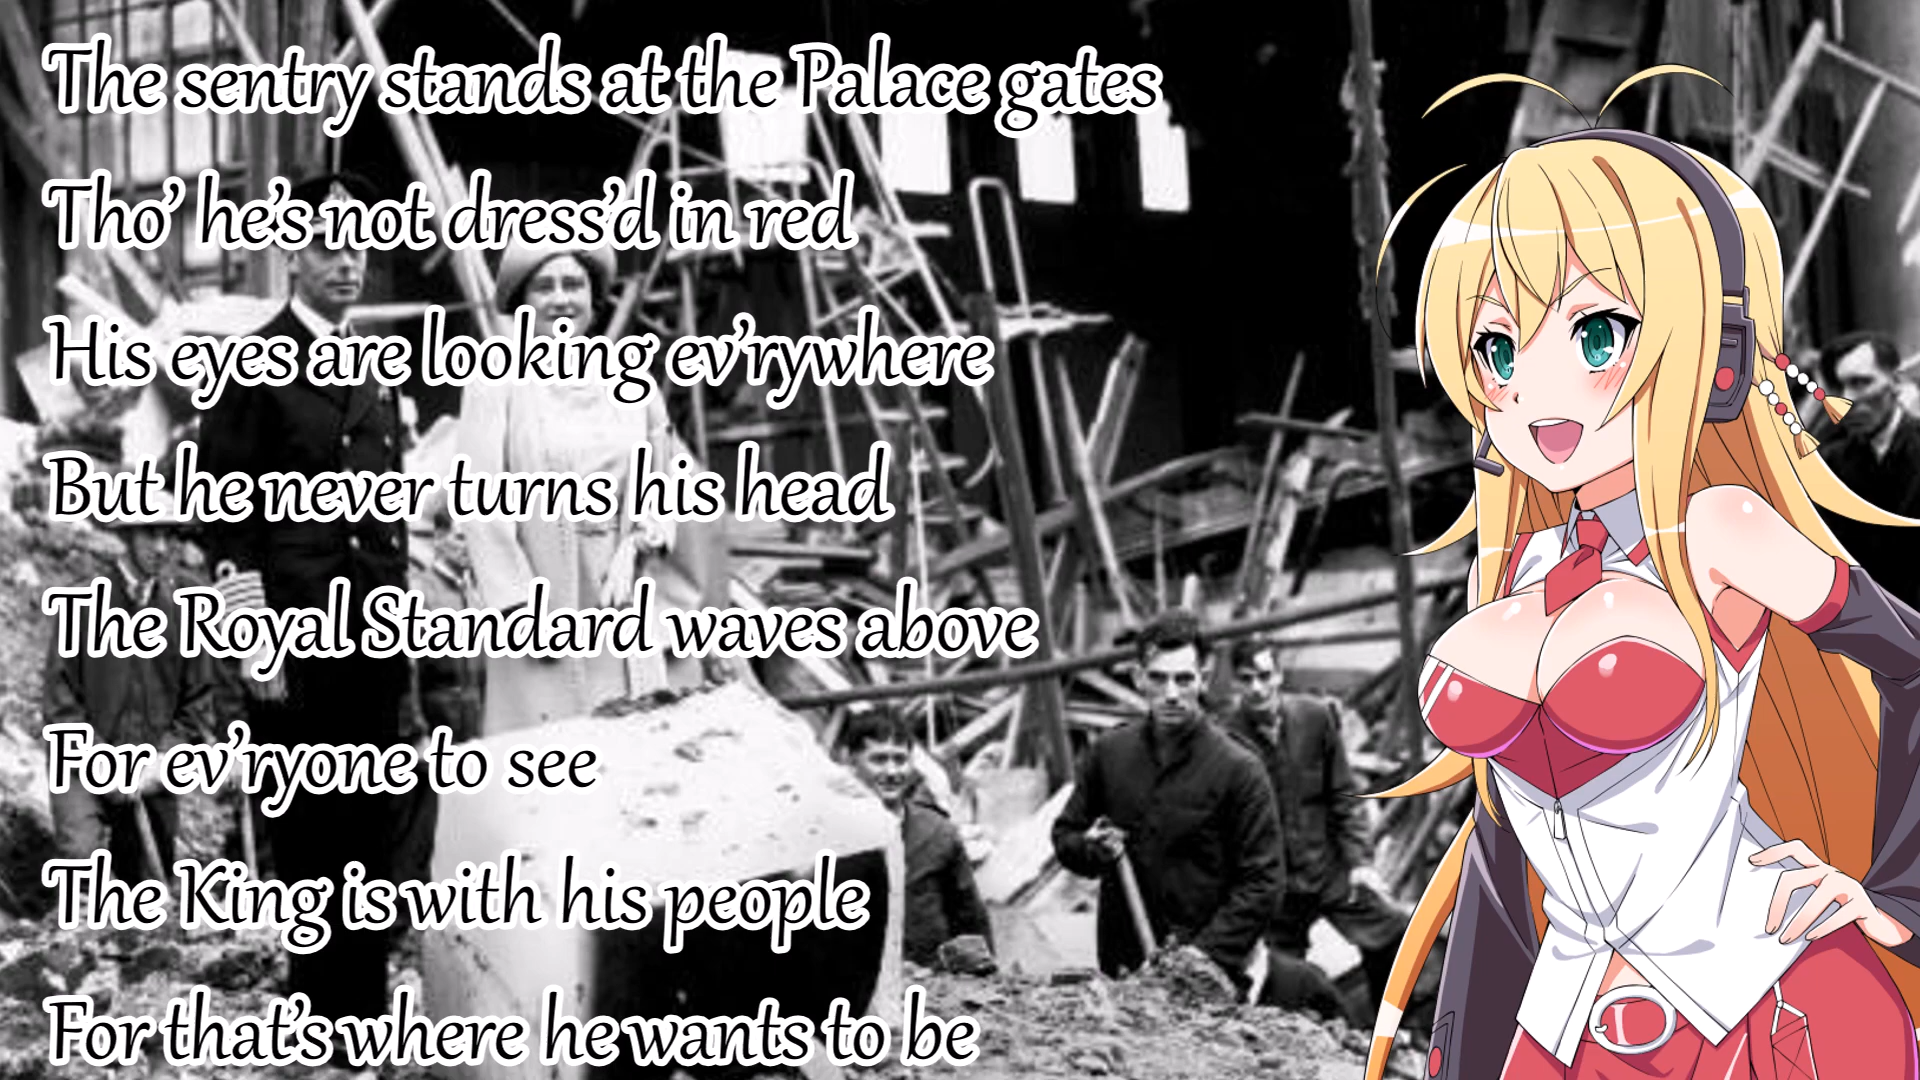 The sentry stands at the Palace gates
Tho’ he’s not dress’d in red
His eyes are looking ev’rywhere
But he never turns his head
The Royal Standard waves above
For ev’ryone to see
The King is with his people
For that’s where he wants to be